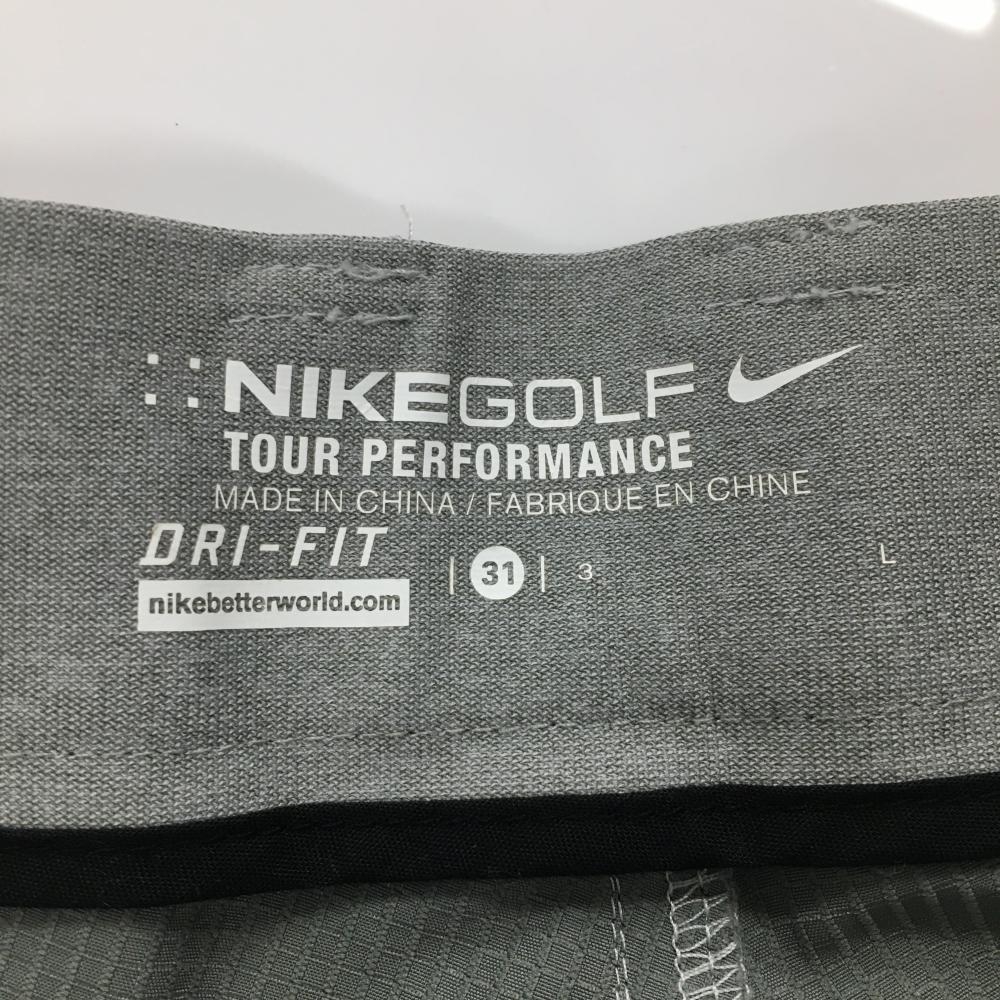 NIKEGOLF
TOUR PERFORMANCE
MADE IN CHINA / FABRIQUE EN CHINE
DRI-FIT
| 31 | 3 L
nikebetterworld.com